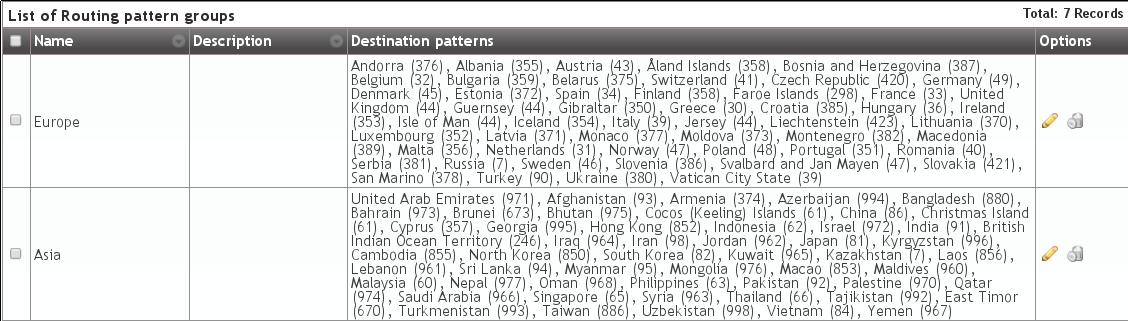 List of Routing pattern groups
Total: 7 Records
Name
Description
Destination patterns
Options
Europe
Andorra (376), Albania (355), Austria (43), Åland Islands (358), Bosnia and Herzegovina (387),
Belgium (32), Bulgaria (359), Belarus (375), Switzerland (41), Czech Republic (420), Germany (49),
Denmark (45), Estonia (372), Spain (34), Finland (358), Faroe Islands (298), France (33), United
Kingdom (44), Guernsey (44), Gibraltar (350), Greece (30), Croatia (385), Hungary (36), Ireland
(353), Isle of Man (44), Iceland (354), Italy (39), Jersey (44), Liechtenstein (423), Lithuania (370),
Luxembourg (352), Latvia (371), Monaco (377), Moldova (373), Montenegro (382), Macedonia
(389), Malta (356), Netherlands (31), Norway (47), Poland (48), Portugal (351), Romania (40),
Serbia (381), Russia (7), Sweden (46), Slovenia (386), Svalbard and Jan Mayen (47), Slovakia (421),
San Marino (378), Turkey (90), Ukraine (380), Vatican City State (39)
Asia
United Arab Emirates (971), Afghanistan (93), Armenia (374), Azerbaijan (994), Bangladesh (880),
Bahrain (973), Brunei (673), Bhutan (975), Cocos (Keeling) Islands (61), China (86), Christmas Island
(61), Cyprus (357), Georgia (995), Hong Kong (852), Indonesia (62), Israel (972), India (91), British
Indian Ocean Territory (246), Iraq (964), Iran (98), Jordan (962), Japan (81), Kyrgyzstan (996),
Cambodia (855), North Korea (850), South Korea (82), Kuwait (965), Kazakhstan (7), Laos (856),
Lebanon (961), Sri Lanka (94), Myanmar (95), Mongolia (976), Macao (853), Maldives (960),
Malaysia (60), Nepal (977), Oman (968), Philippines (63), Pakistan (92), Palestine (970), Qatar
(974), Saudi Arabia (966), Singapore (65), Syria (963), Thailand (66), Tajikistan (992), East Timor
(670), Turkmenistan (993), Taiwan (886), Uzbekistan (998), Vietnam (84), Yemen (967)